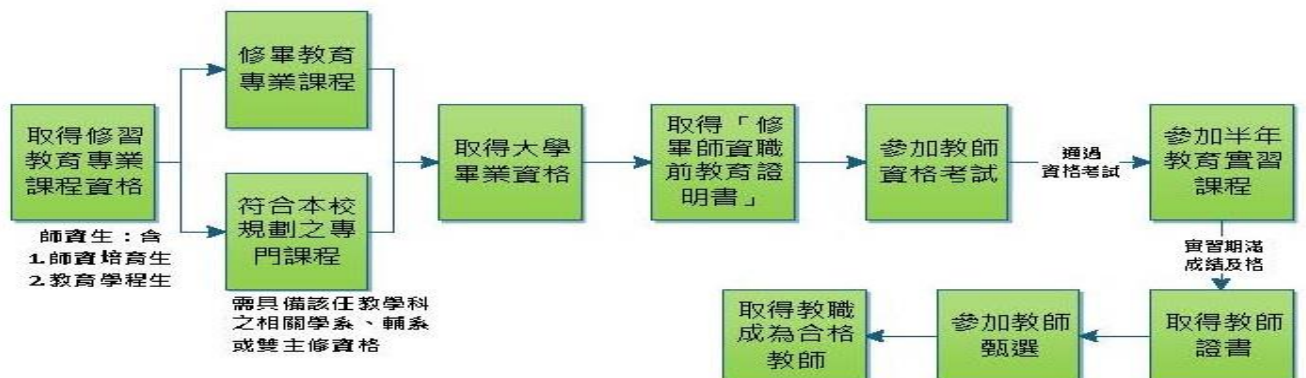 取得修習
教育專業
課程資格
師資生：含
1.師資培育生
2.教育學程生
修畢教育
專業課程
符合本校
規劃之專
門課程
需具備該任教學科
之相關學系、輔系
或雙主修資格
取得大學
畢業資格
取得「修
畢師資職
前教育證
明書」
參加教師
資格考試
通過
資格考試
參加半年
教育實習
課程
實習期滿
成績及格
取得教師
證書
參加教師
甄選
取得教職
成為合格
教師